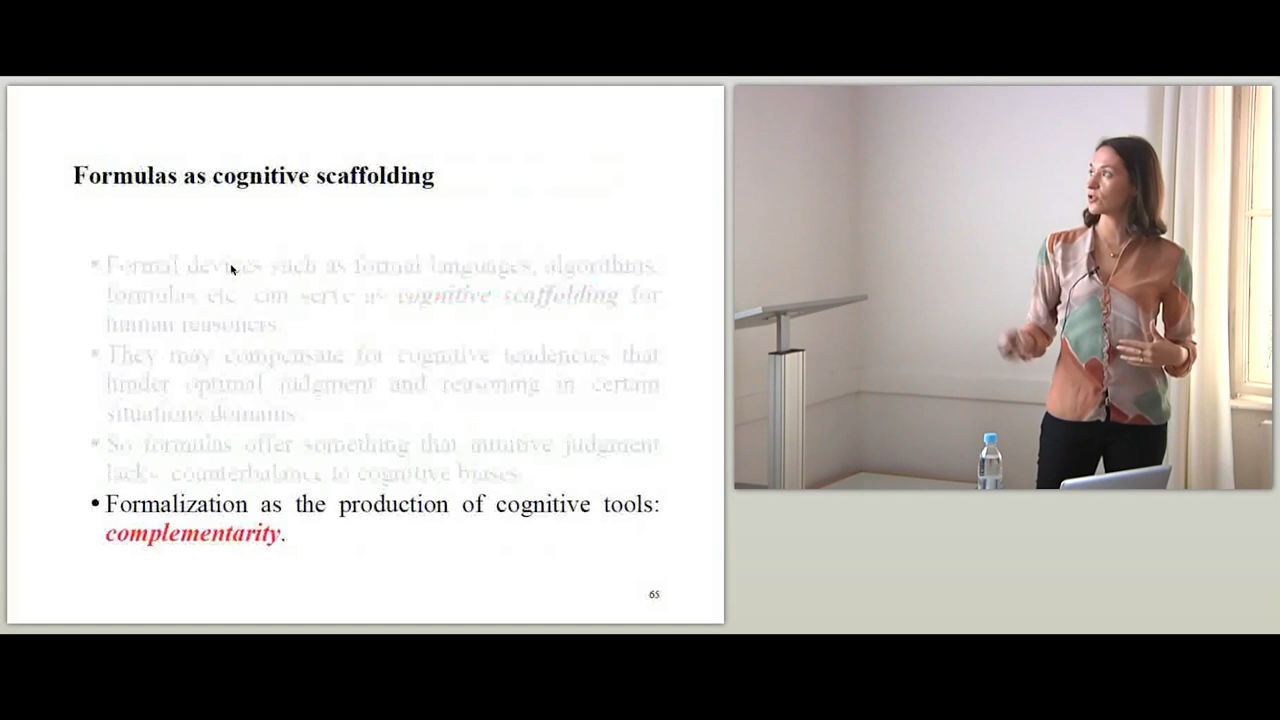 Formulas as cognitive scaffolding
Formal devices such as formal languages, algorithms,
formulas etc. can serve as cognitive scaffolding for
human reasoners.
They may compensate for cognitive tendencies that
hinder optimal judgment and reasoning in certain
situations domains.
So formulas offer something that intuitive judgment
lacks counterbalance to cognitive biases.
• Formalization as the production of cognitive tools:
complementarity.
65